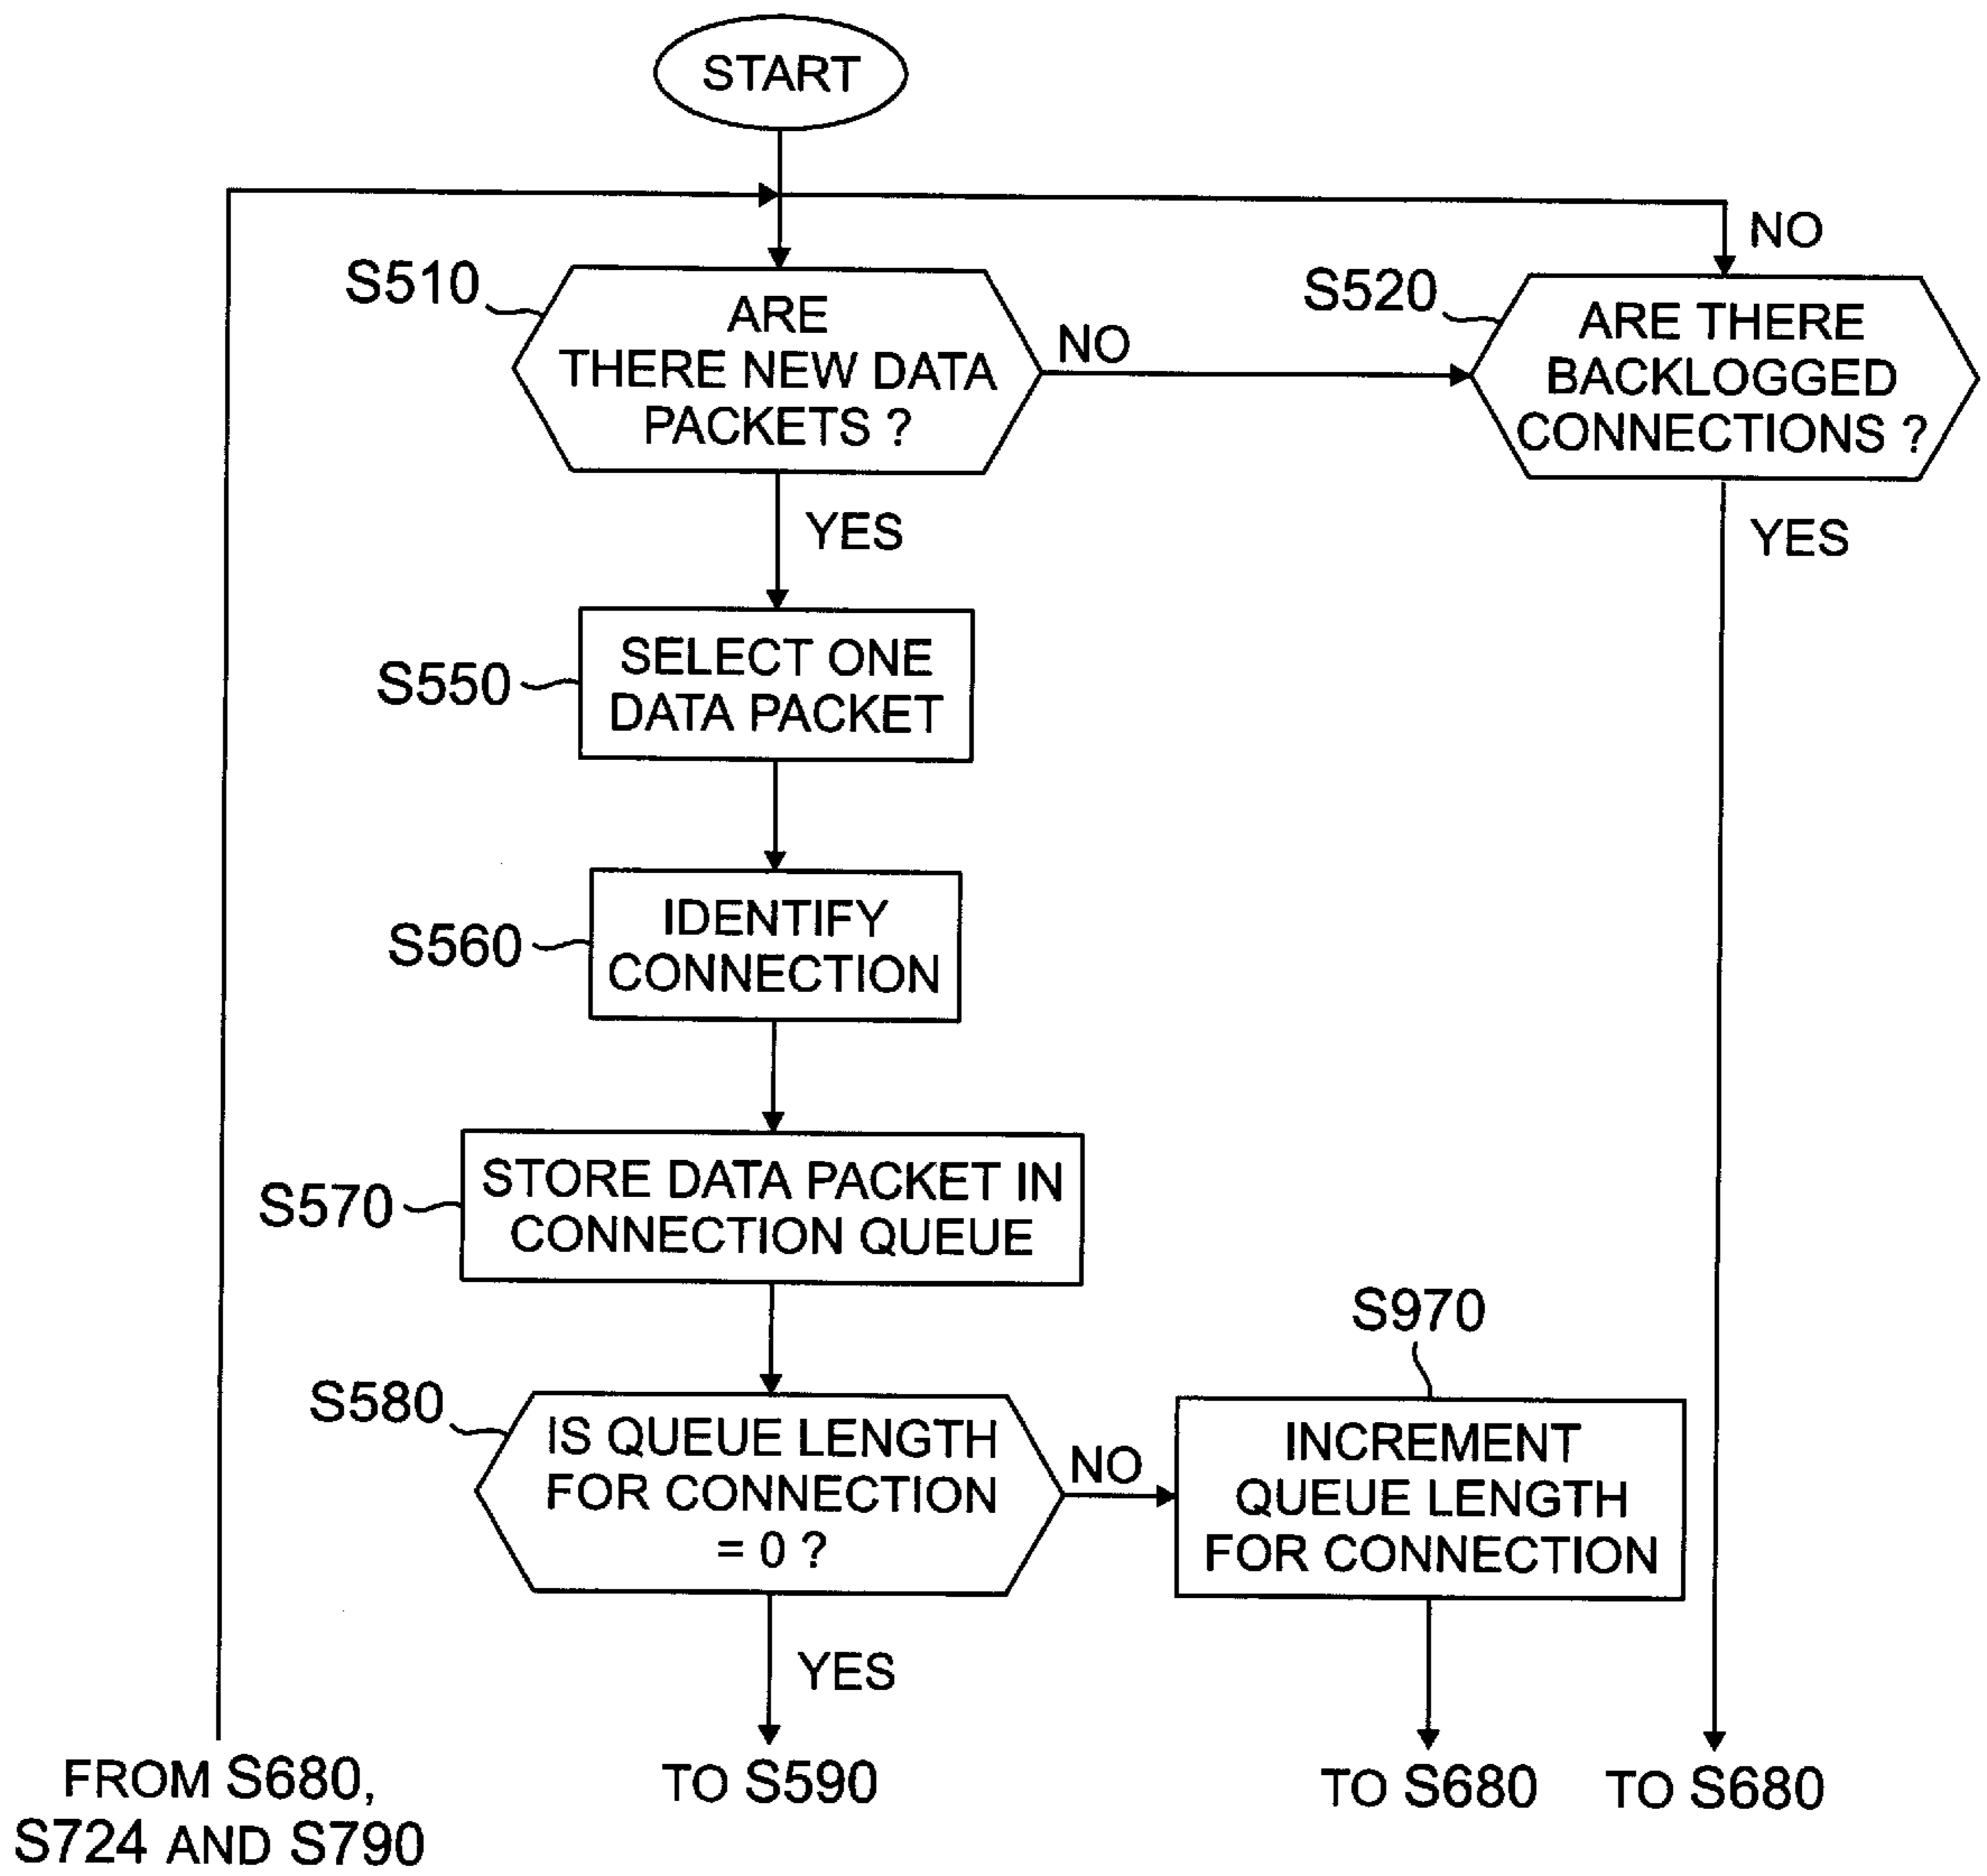 START
NO
S510
ARE
THERE NEW DATA
PACKETS ?
NO
S520
ARE THERE
BACKLOGGED
CONNECTIONS ?
YES
YES
S550
SELECT ONE
DATA PACKET
S560
IDENTIFY
CONNECTION
S570
STORE DATA PACKET IN
CONNECTION QUEUE
S580
IS QUEUE LENGTH
FOR CONNECTION
= 0 ?
NO
S970
INCREMENT
QUEUE LENGTH
FOR CONNECTION
YES
FROM S680,
S724 AND S790
TO S590
TO S680
TO S680